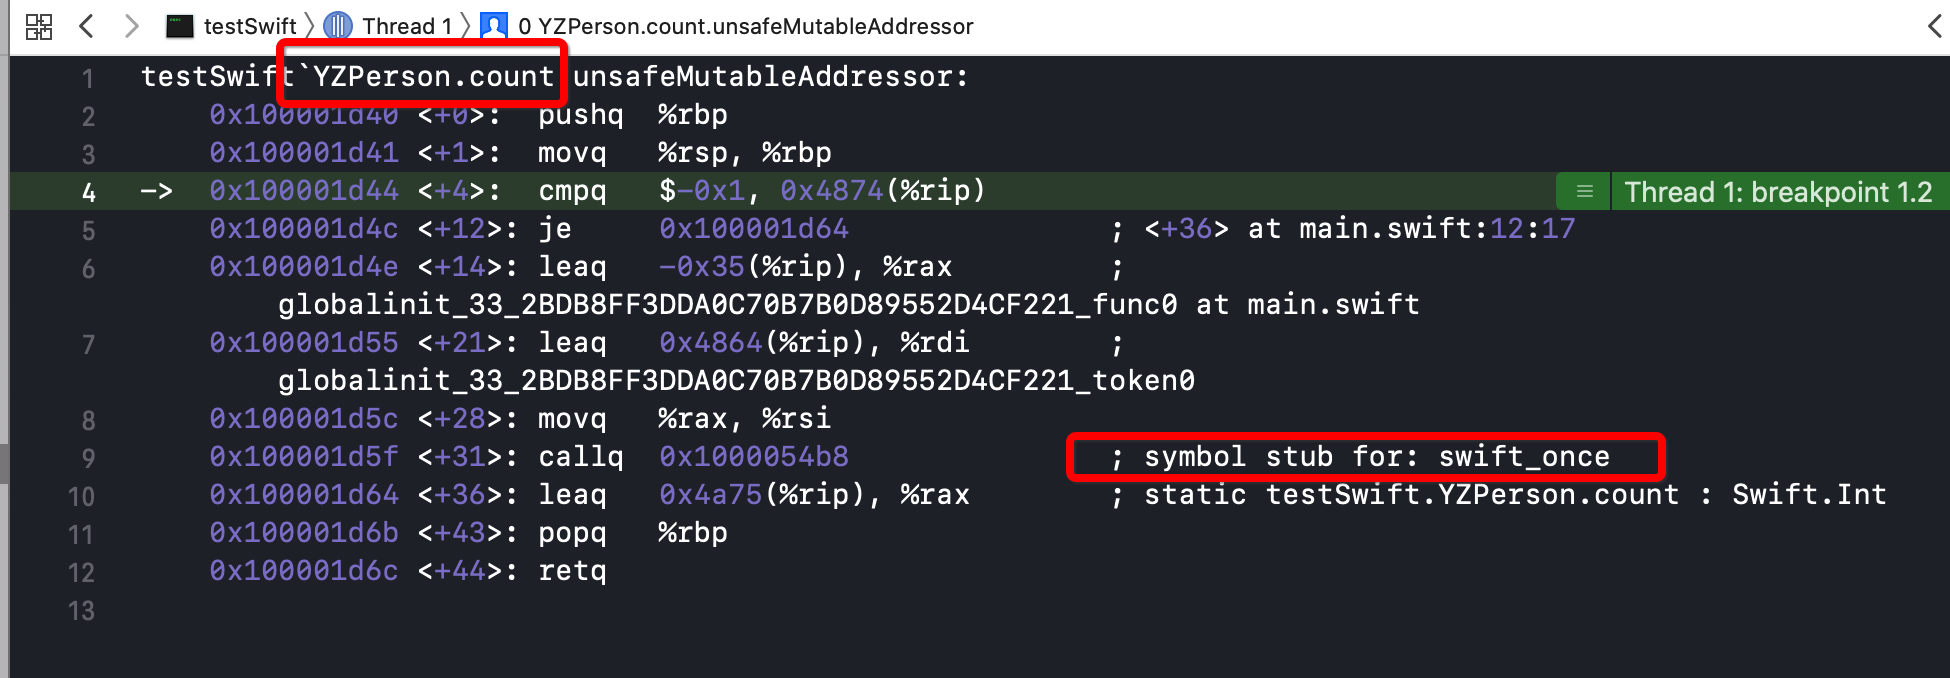 testSwift Thread 1 0 YZPerson.count.unsafeMutableAddressor
1 testSwift`YZPerson.count unsafeMutableAddressor:
2 0x100001d40 <+0>: pushq %rbp
3 0x100001d41 <+1>: movq %rsp, %rbp
4 -> 0x100001d44 <+4>: cmpq $-0x1, 0x4874(%rip) Thread 1: breakpoint 1.2
5 0x100001d4c <+12>: je 0x100001d64 ; <+36> at main.swift:12:17
6 0x100001d4e <+14>: leaq -0x35(%rip), %rax ;
globalinit_33_2BDB8FF3DDA0C70B7B0D89552D4CF221_func0 at main.swift
7 0x100001d55 <+21>: leaq 0x4864(%rip), %rdi ;
globalinit_33_2BDB8FF3DDA0C70B7B0D89552D4CF221_token0
8 0x100001d5c <+28>: movq %rax, %rsi
9 0x100001d5f <+31>: callq 0x1000054b8 ; symbol stub for: swift_once
10 0x100001d64 <+36>: leaq 0x4a75(%rip), %rax ; static testSwift.YZPerson.count : Swift.Int
11 0x100001d6b <+43>: popq %rbp
12 0x100001d6c <+44>: retq
13